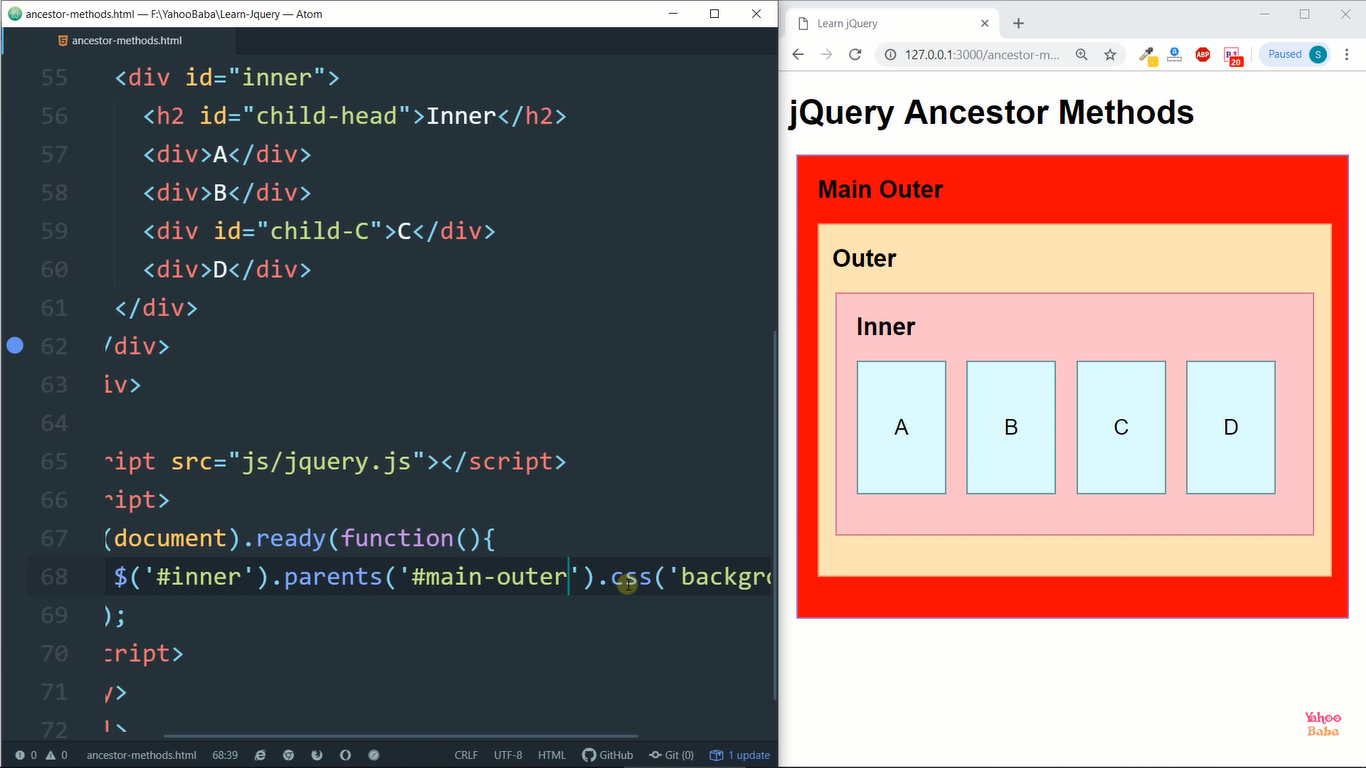 ancestor-methods.html — F:\YahooBaba\Learn-Jquery — Atom
ancestor-methods.html
55 <div id="inner">
56 <h2 id="child-head">Inner</h2>
57 <div>A</div>
58 <div>B</div>
59 <div id="child-C">C</div>
60 <div>D</div>
61 </div>
62 /div>
63 iv>
64
65 ript src="js/jquery.js"></script>
66 ript>
67 (document).ready(function(){
68 $('#inner').parents('#main-outer').css('backgro
69 );
70 cript>
71 y>
72
0 0 ancestor-methods.html 68:39 CRLF UTF-8 HTML GitHub Git (0) 1 update
Learn jQuery
127.0.0.1:3000/ancestor-m... ABP 20 Paused S
jQuery Ancestor Methods
Main Outer
Outer
Inner
A B C D
Yahoo
Baba